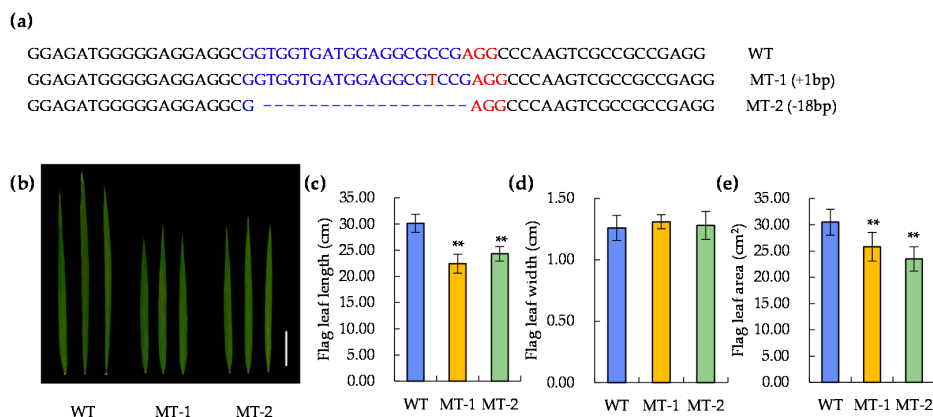 (a)
GGAGATGGGGGAGGAGGCGGTGGTGATGGAGGCGCCGAGGCCCAAGTCGCCGCCGAGG WT
GGAGATGGGGGAGGAGGCGGTGGTGATGGAGGCGTCCGAGGCCCAAGTCGCCGCCGAGG MT-1 (+1bp)
GGAGATGGGGGAGGAGGCG ------------------ AGGCCCAAGTCGCCGCCGAGG MT-2 (-18bp)
(b)
WT MT-1 MT-2
(c)
Flag leaf length (cm)
35.00
30.00
25.00
20.00
15.00
10.00
5.00
0.00
**
**
WT MT-1 MT-2
(d)
Flag leaf width (cm)
1.50
1.00
0.50
0.00
WT MT-1 MT-2
(e)
Flag leaf area (cm²)
35.00
30.00
25.00
20.00
15.00
35.00
5.00
0.00
**
**
WT MT-1 MT-2